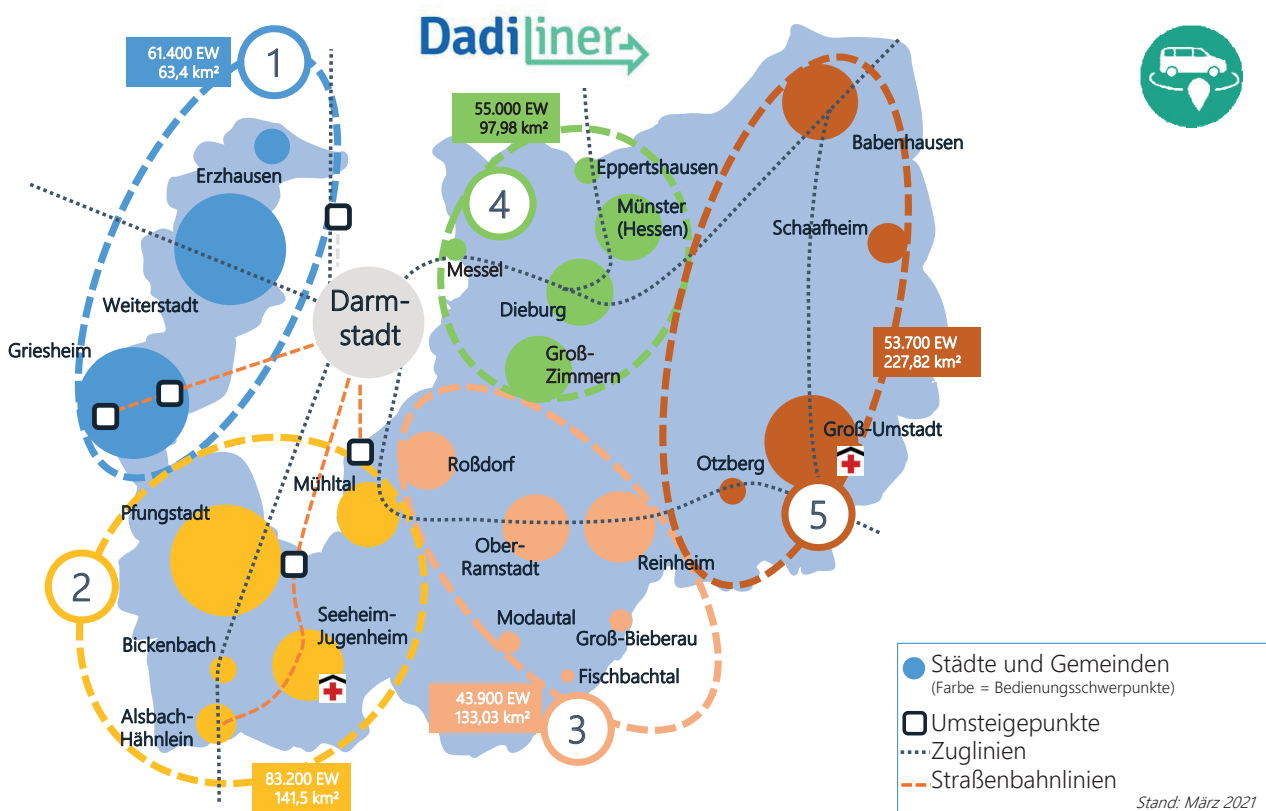 DadiLiner
61.400 EW
63,4 km²
1
55.000 EW
97,98 km²
Babenhausen
Erzhausen
Eppertshausen
4
Münster
(Hessen)
Schaafheim
Messel
Weiterstadt
Darm-
stadt
Dieburg
Griesheim
Groß-
Zimmern
53.700 EW
227,82 km²
Groß-Umstadt
Roßdorf
Otzberg
Mühltal
Pfungstadt
5
Ober-
Ramstadt
Reinheim
2
Seeheim-
Jugenheim
Modautal
Groß-Bieberau
Bickenbach
Fischbachtal
43.900 EW
133,03 km²
3
Alsbach-
Hähnlein
83.200 EW
141,5 km²
Städte und Gemeinden
(Farbe = Bedienungsschwerpunkte)
Umsteigepunkte
Zuglinien
Straßenbahnlinien
Stand: März 2021